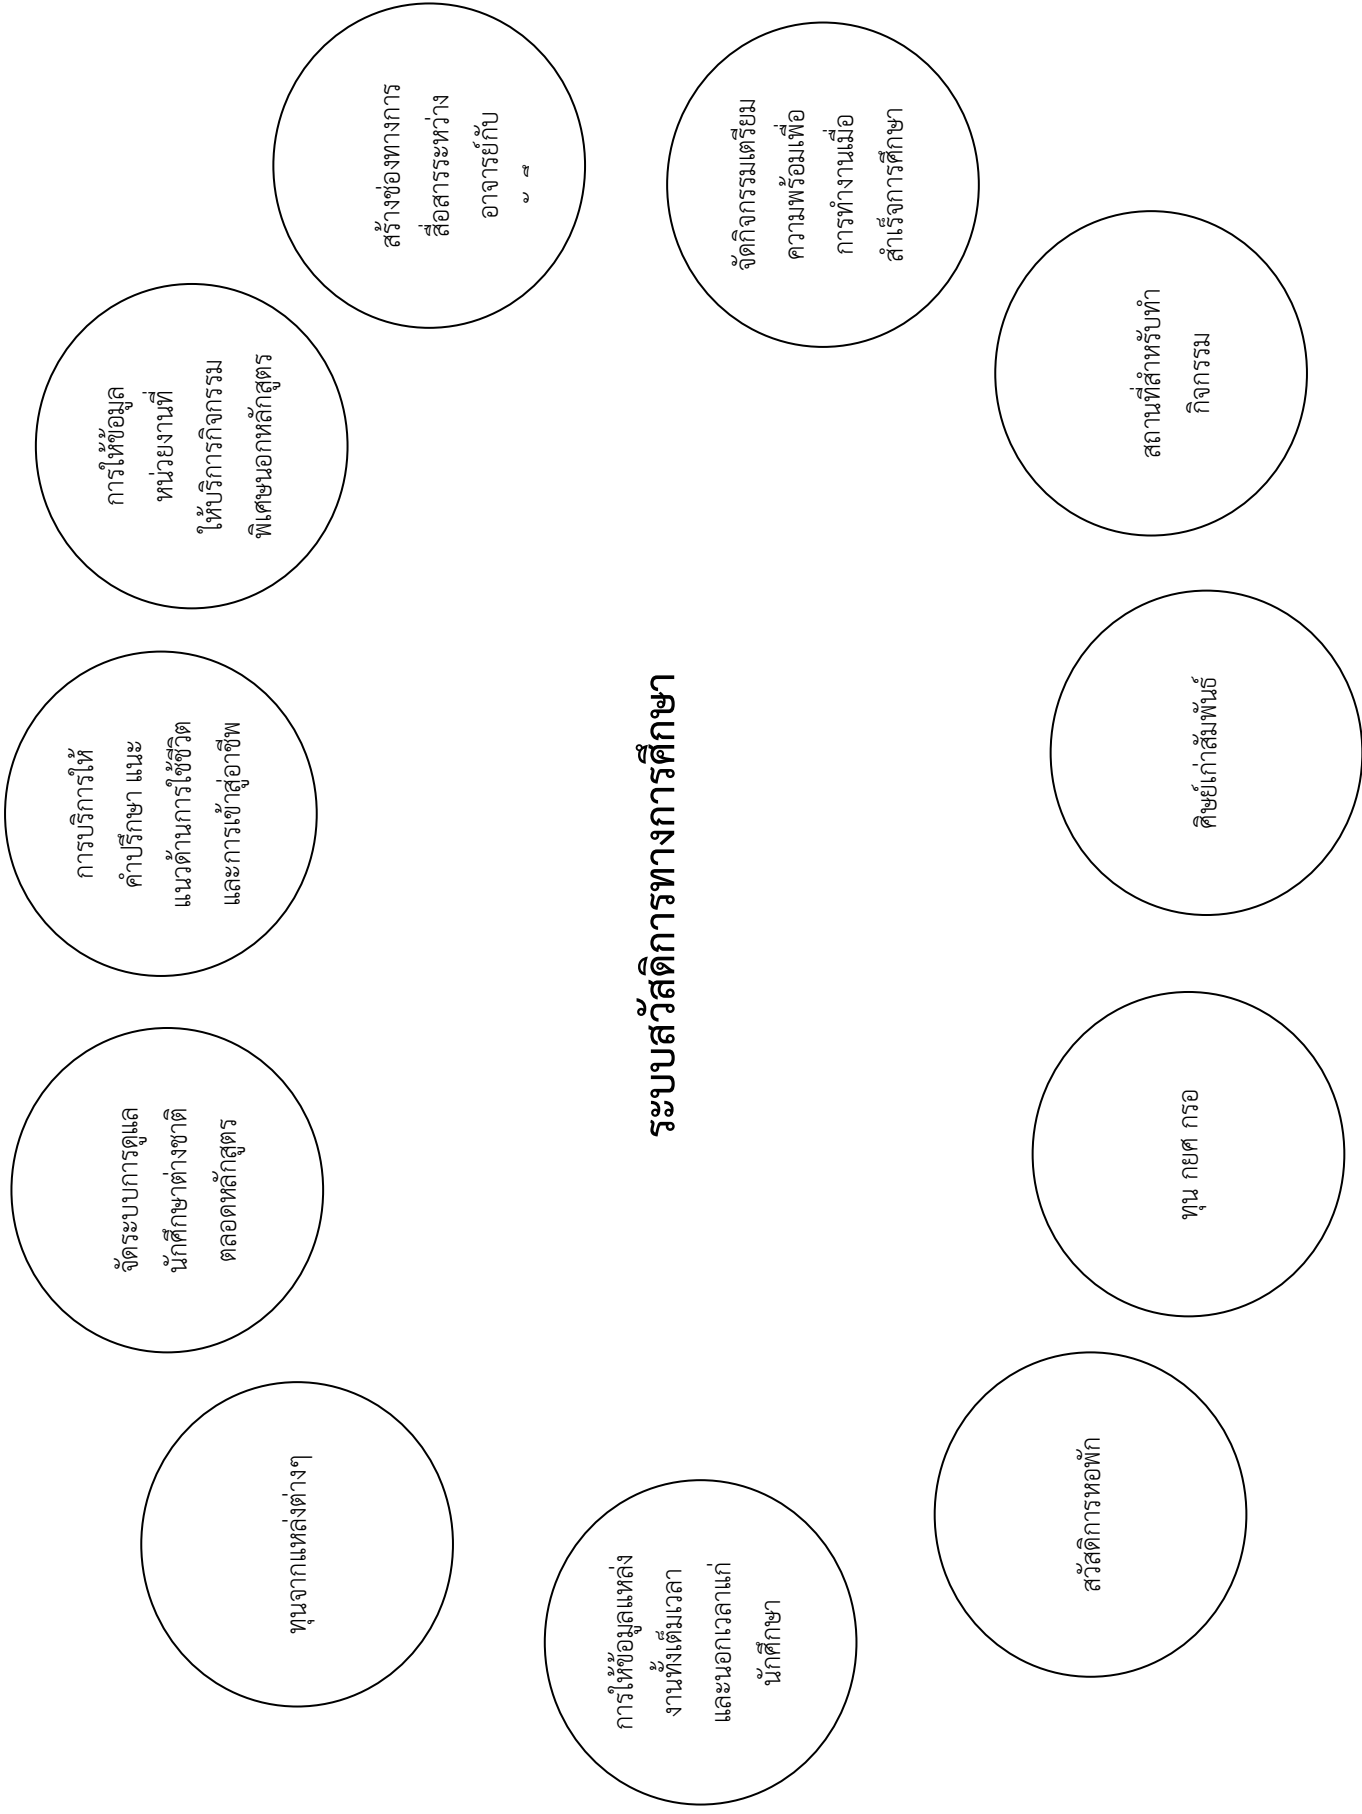 ทุนจากแหล่งต่างๆ
จัดระบบการดูแล
นักศึกษาต่างชาติ
ตลอดหลักสูตร
การบริการให้
คำปรึกษา แนะ
แนวด้านการใช้ชีวิต
และการเข้าสู่อาชีพ
การให้ข้อมูล
หน่วยงานที่
ให้บริการกิจกรรม
พิเศษนอกหลักสูตร
สร้างช่องทางการ
สื่อสารระหว่าง
อาจารย์กับ
การให้ข้อมูลแหล่ง
งานทั้งเต็มเวลา
และนอกเวลาแก่
นักศึกษา
ระบบสวัสดิการทางการศึกษา
จัดกิจกรรมเตรียม
ความพร้อมเพื่อ
การทำงานเมื่อ
สำเร็จการศึกษา
สวัสดิการหอพัก
ทุน กยศ กรอ
ศิษย์เก่าสัมพันธ์
สถานที่สำหรับทำ
กิจกรรม